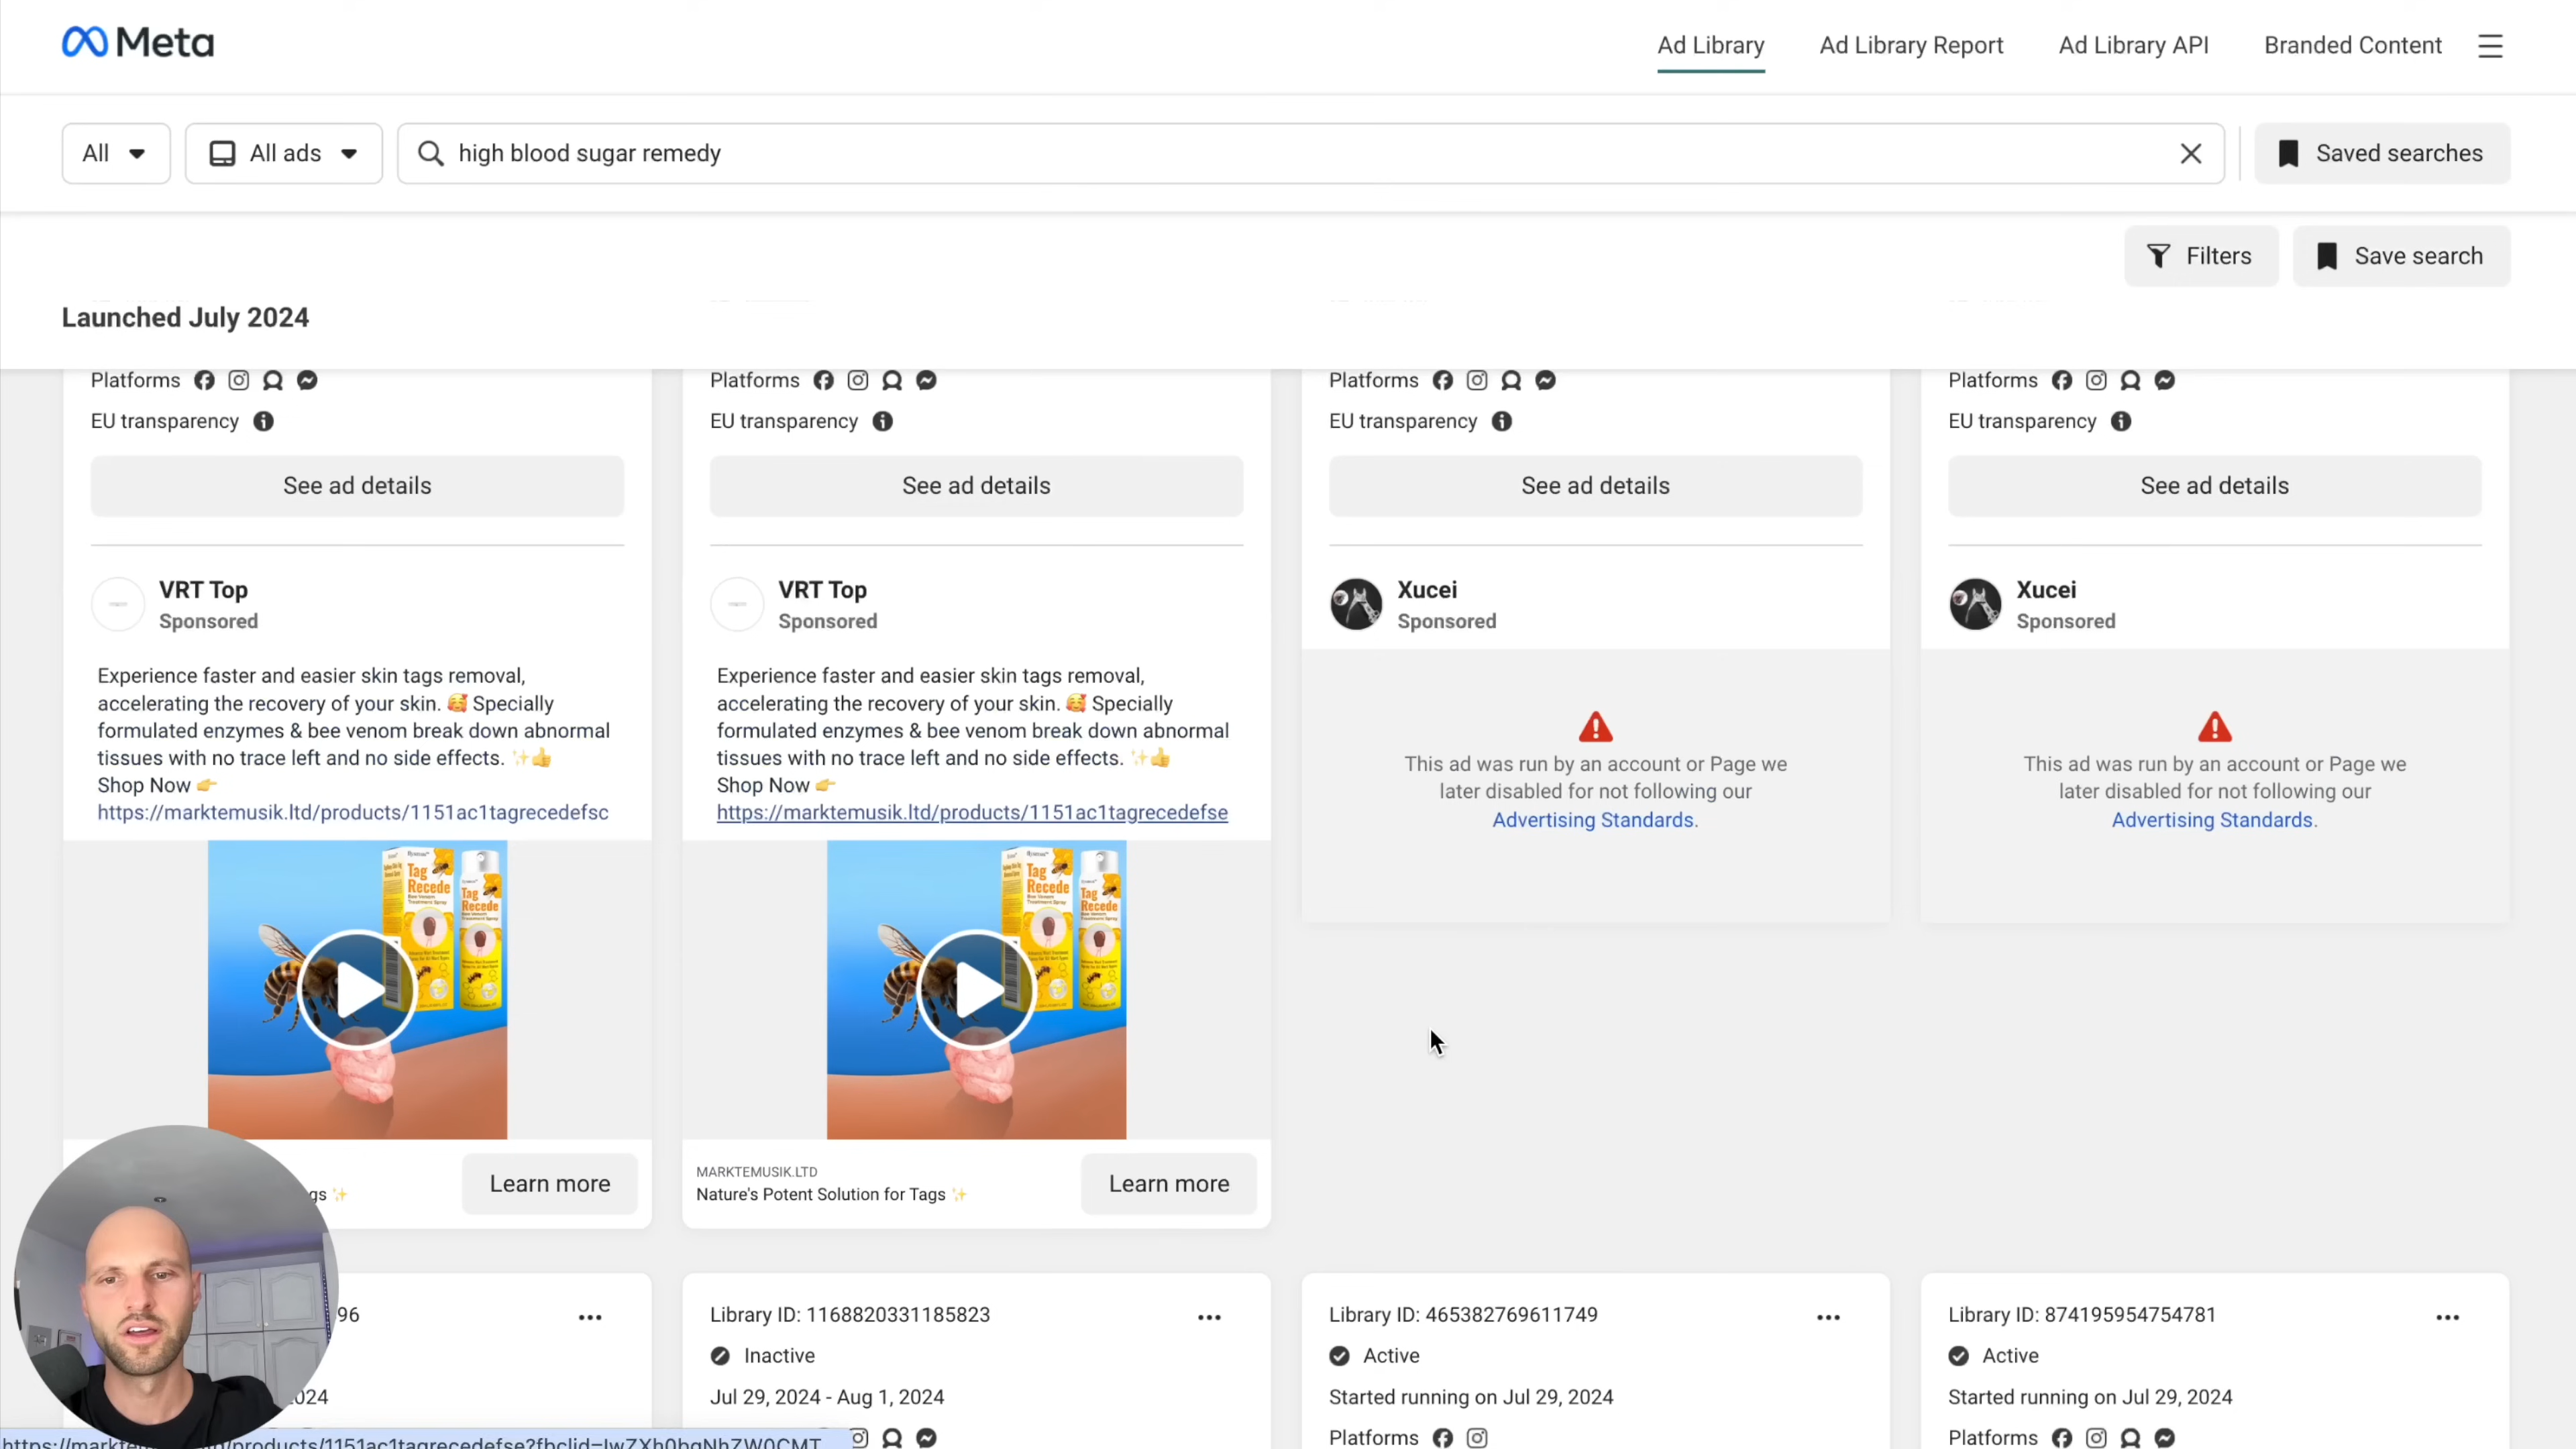 Meta
Ad Library
Ad Library Report
Ad Library API
Branded Content
All
All ads
high blood sugar remedy
Saved searches
Filters
Save search
Launched July 2024
Platforms
EU transparency
See ad details
VRT Top
Sponsored
Experience faster and easier skin tags removal,
accelerating the recovery of your skin. 🥰 Specially
formulated enzymes & bee venom break down abnormal
tissues with no trace left and no side effects. ✨👍
Shop Now 👉
https://marktemusik.ltd/products/1151ac1tagrecedefsc
Tag
Recede
Tag
Recede
gs ✨
Learn more
Platforms
EU transparency
See ad details
VRT Top
Sponsored
Experience faster and easier skin tags removal,
accelerating the recovery of your skin. 🥰 Specially
formulated enzymes & bee venom break down abnormal
tissues with no trace left and no side effects. ✨👍
Shop Now 👉
https://marktemusik.ltd/products/1151ac1tagrecedefse
Tag
Recede
Tag
Recede
MARKTEMUSIK.LTD
Nature's Potent Solution for Tags ✨
Learn more
Platforms
EU transparency
See ad details
Xucei
Sponsored
This ad was run by an account or Page we
later disabled for not following our
Advertising Standards.
Platforms
EU transparency
See ad details
Xucei
Sponsored
This ad was run by an account or Page we
later disabled for not following our
Advertising Standards.
96
024
Library ID: 1168820331185823
Inactive
Jul 29, 2024 - Aug 1, 2024
Library ID: 465382769611749
Active
Started running on Jul 29, 2024
Platforms
Library ID: 874195954754781
Active
Started running on Jul 29, 2024
Platforms